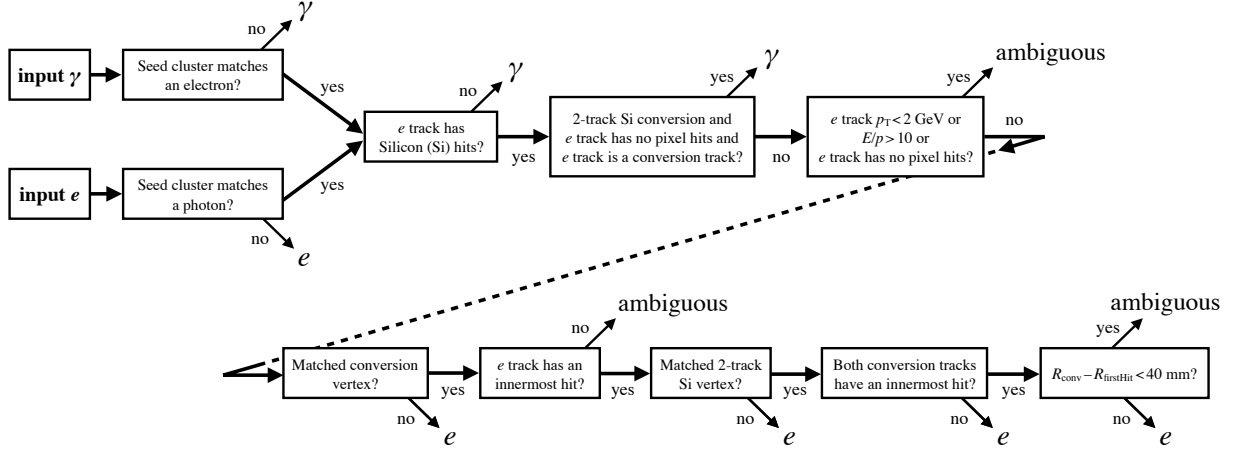 γ
no
input γ
Seed cluster matches
an electron?
yes
input e
Seed cluster matches
a photon?
yes
no
e
γ
no
e track has
Silicon (Si) hits?
yes
γ
yes
2-track Si conversion and
e track has no pixel hits and
e track is a conversion track?
no
ambiguous
yes
e track pT < 2 GeV or
E/p > 10 or
e track has no pixel hits?
no
Matched conversion
vertex?
yes
no
e
ambiguous
no
e track has an
innermost hit?
yes
Matched 2-track
Si vertex?
yes
no
e
Both conversion tracks
have an innermost hit?
yes
no
e
ambiguous
yes
Rconv − RfirstHit < 40 mm?
no
e